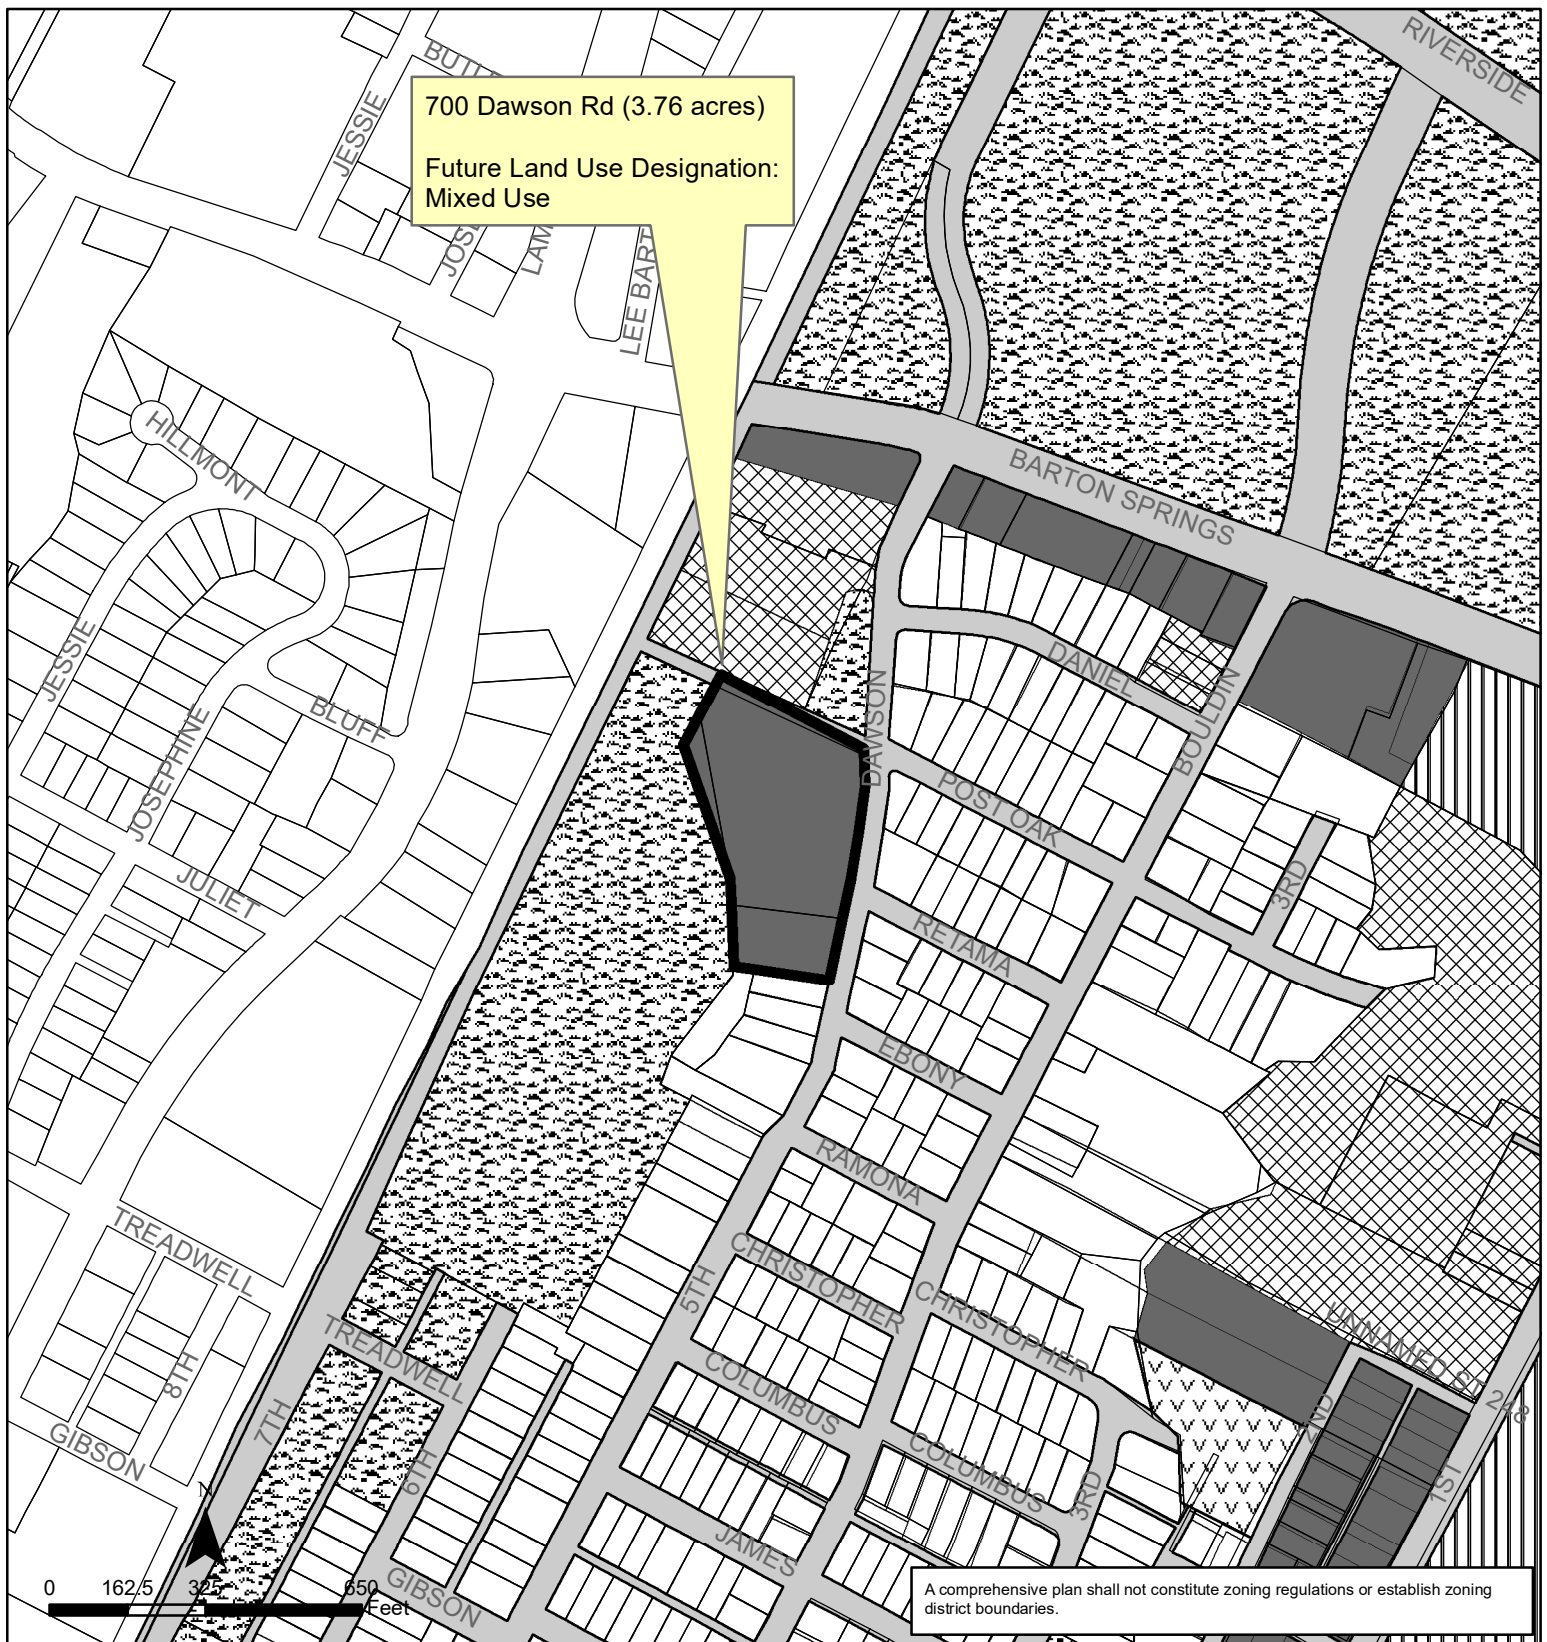 RIVERSIDE
JESSIE
700 Dawson Rd (3.76 acres)
Future Land Use Designation:
Mixed Use
LEE BART
HILLMONT
BARTON SPRINGS
JESSIE
BLUFF
JOSEPHINE
DANIEL
DAWSON
BOULDIN
POST OAK
JULIET
3RD
RETAMA
EBONY
RAMONA
TREADWELL
CHRISTOPHER
5TH
CHRISTOPHER
UNNAMED ST 248
TREADWELL
8TH
COLUMBUS
2ND
7TH
GIBSON
6TH
COLUMBUS
3RD
1ST
N
JAMES
GIBSON
0 162.5 325 650
Feet
A comprehensive plan shall not constitute zoning regulations or establish zoning
district boundaries.